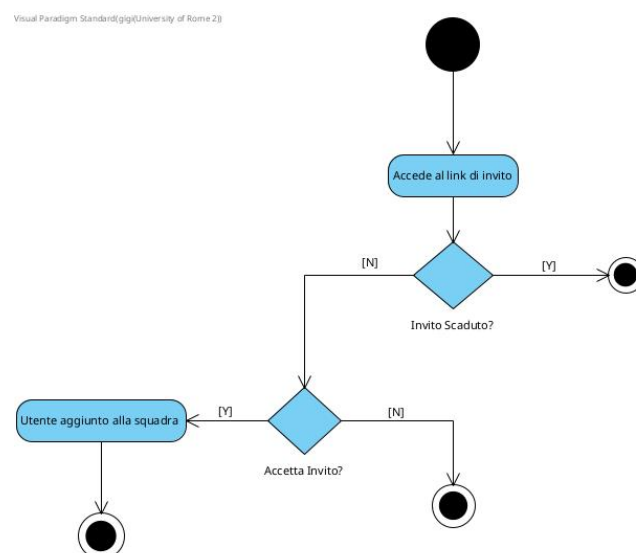 Visual Paradigm Standard(gigi(University of Rome 2))
Accede al link di invito
[N]
[Y]
Invito Scaduto?
Utente aggiunto alla squadra
[Y]
[N]
Accetta Invito?